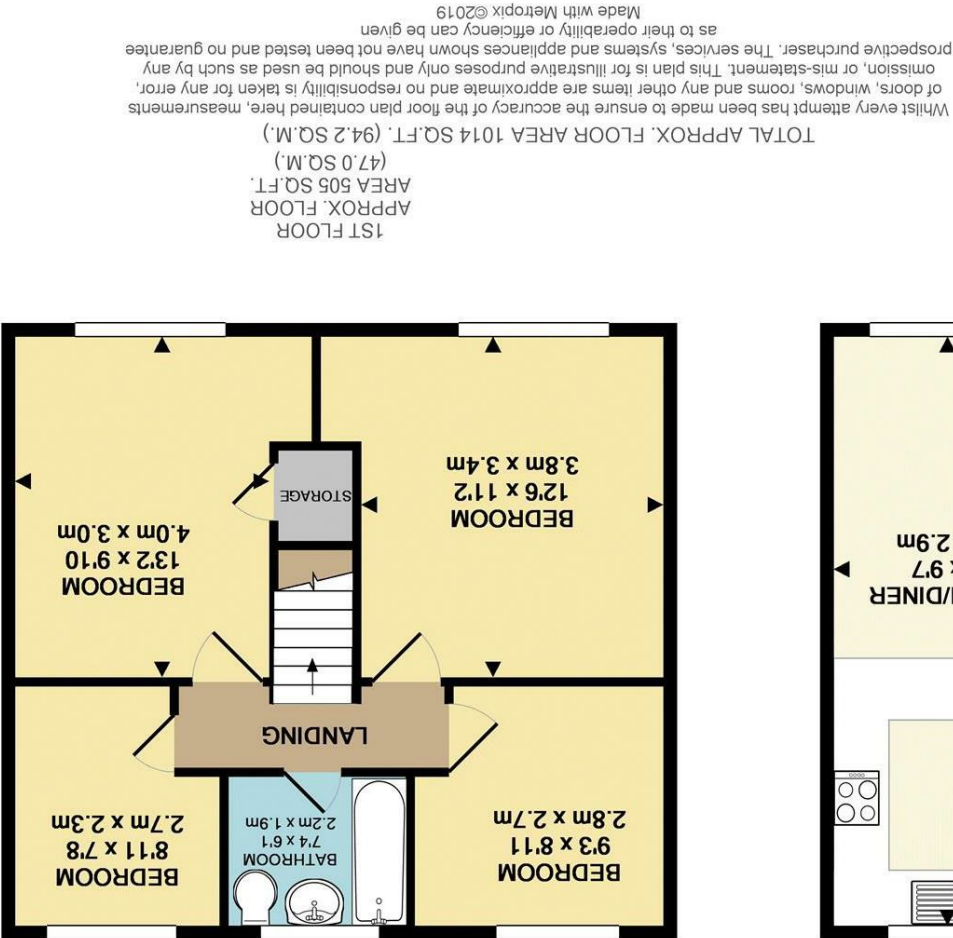 /DINER
x 9'7
2.9m
BEDROOM
9'3 x 8'11
2.8m x 2.7m
BATHROOM
7'4 x 6'1
2.2m x 1.9m
BEDROOM
8'11 x 7'8
2.7m x 2.3m
LANDING
BEDROOM
12'6 x 11'2
3.8m x 3.4m
STORAGE
BEDROOM
13'2 x 9'10
4.0m x 3.0m
1ST FLOOR
APPROX. FLOOR
AREA 505 SQ.FT.
(47.0 SQ.M.)
TOTAL APPROX. FLOOR AREA 1014 SQ.FT. (94.2 SQ.M.)
Whilst every attempt has been made to ensure the accuracy of the floor plan contained here, measurements
of doors, windows, rooms and any other items are approximate and no responsibility is taken for any error,
omission, or mis-statement. This plan is for illustrative purposes only and should be used as such by any
prospective purchaser. The services, systems and appliances shown have not been tested and no guarantee
as to their operability or efficiency can be given
Made with Metropix ©2019